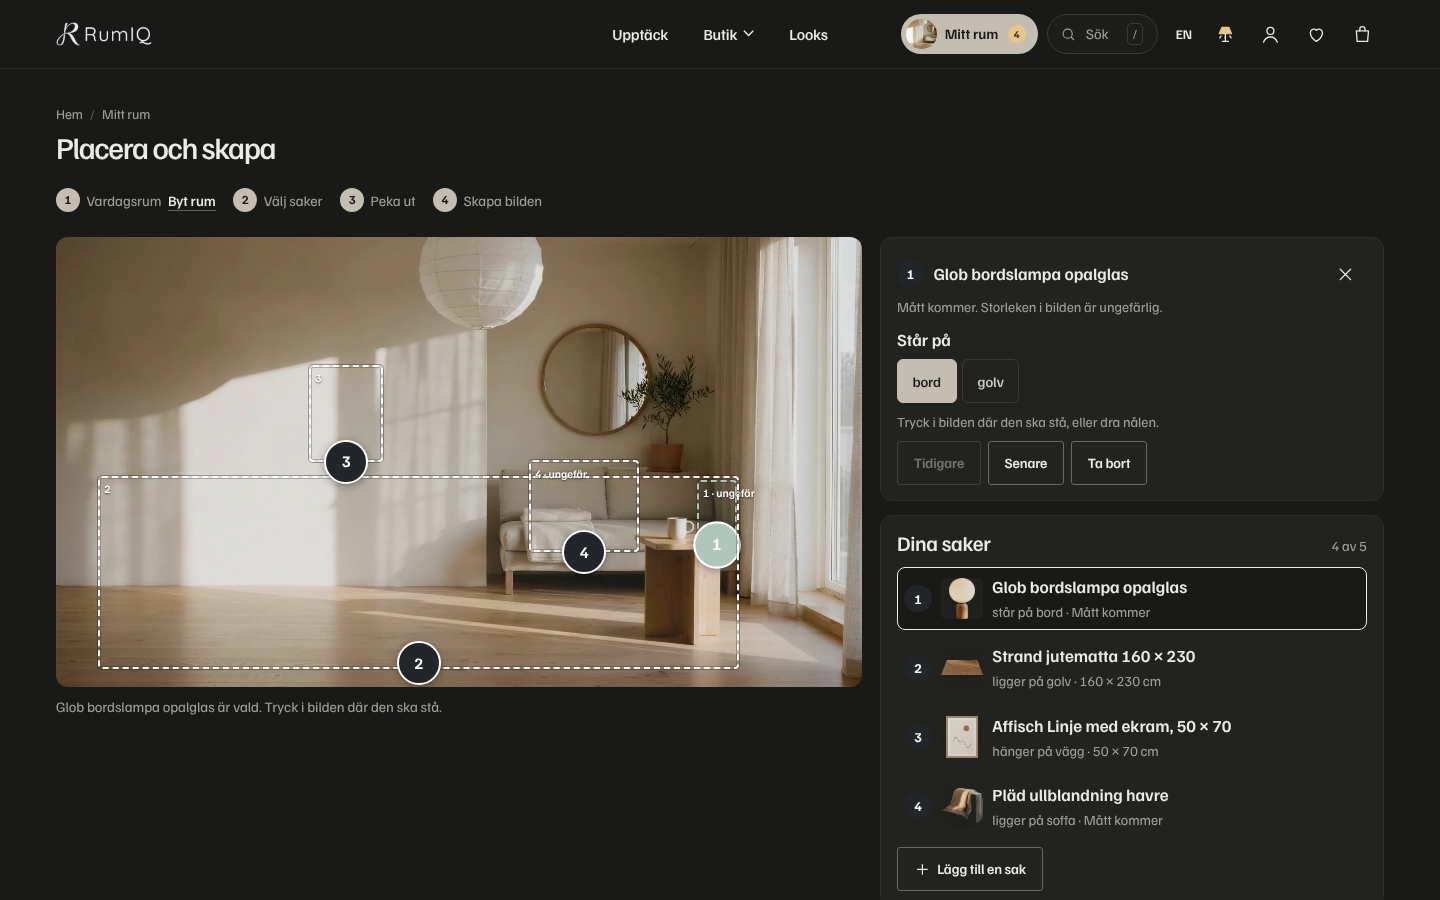 RumIQ
Upptäck
Butik
Looks
Mitt rum 4
Sök /
EN
Hem / Mitt rum
Placera och skapa
1 Vardagsrum Byt rum 2 Välj saker 3 Peka ut 4 Skapa bilden
3
3
2
4 · ungefär
1 · ungefär
1
4
2
Glob bordslampa opalglas är vald. Tryck i bilden där den ska stå.
1 Glob bordslampa opalglas
Mått kommer. Storleken i bilden är ungefärlig.
Står på
bord golv
Tryck i bilden där den ska stå, eller dra nålen.
Tidigare Senare Ta bort
Dina saker 4 av 5
1 Glob bordslampa opalglas
står på bord · Mått kommer
2 Strand jutematta 160 × 230
ligger på golv · 160 × 230 cm
3 Affisch Linje med ekram, 50 × 70
hänger på vägg · 50 × 70 cm
4 Pläd ullblandning havre
ligger på soffa · Mått kommer
Lägg till en sak